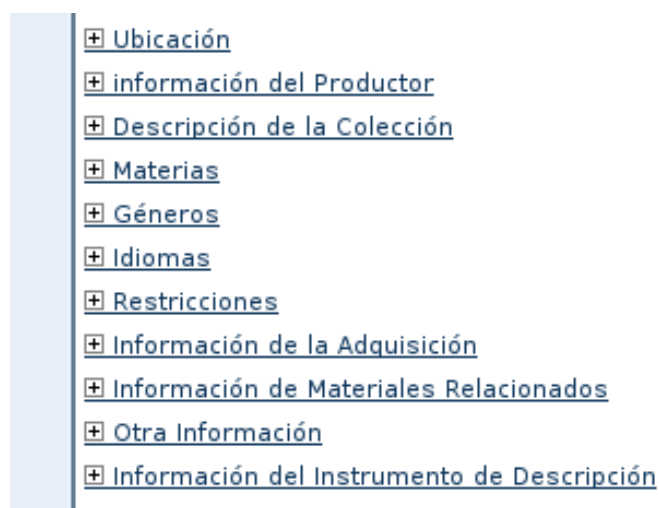 Ubicación
información del Productor
Descripción de la Colección
Materias
Géneros
Idiomas
Restricciones
Información de la Adquisición
Información de Materiales Relacionados
Otra Información
Información del Instrumento de Descripción